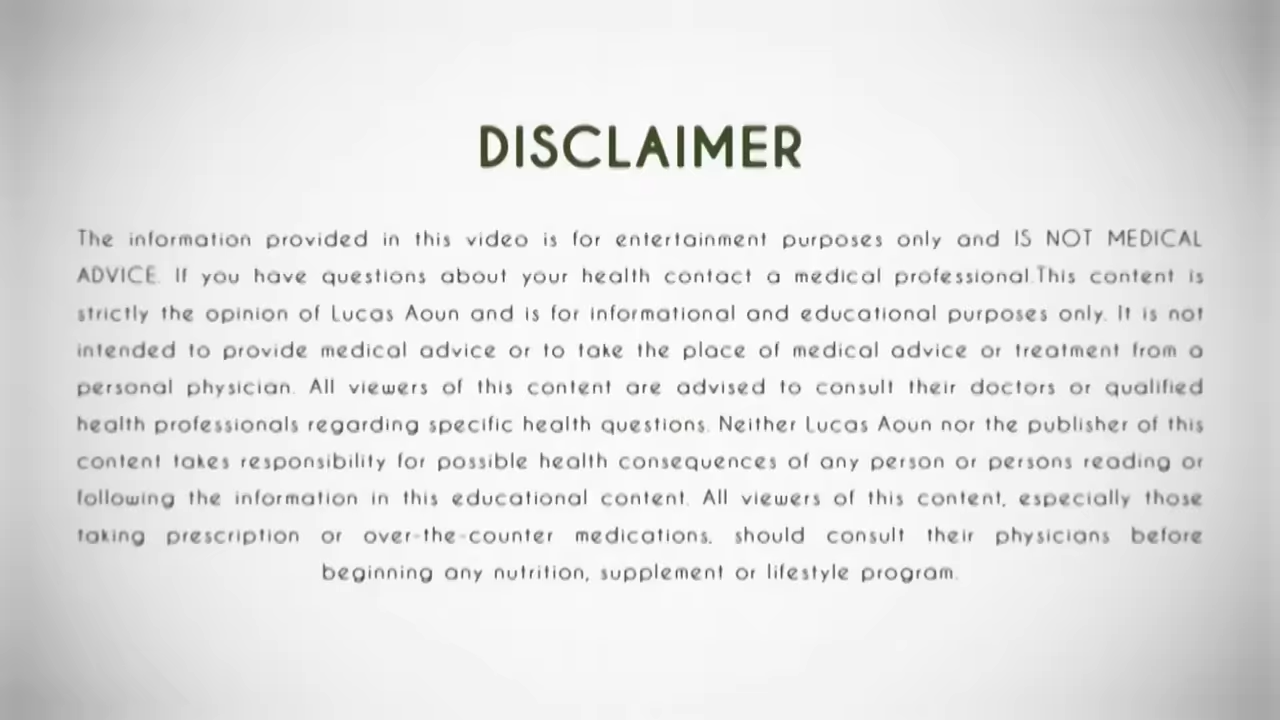 DISCLAIMER
The information provided in this video is for entertainment purposes only and IS NOT MEDICAL
ADVICE. If you have questions about your health contact a medical professional.This content is
strictly the opinion of Lucas Aoun and is for informational and educational purposes only. It is not
intended to provide medical advice or to take the place of medical advice or treatment from a
personal physician. All viewers of this content are advised to consult their doctors or qualified
health professionals regarding specific health questions. Neither Lucas Aoun nor the publisher of this
content takes responsibility for possible health consequences of any person or persons reading or
following the information in this educational content. All viewers of this content, especially those
taking prescription or over-the-counter medications, should consult their physicians before
beginning any nutrition, supplement or lifestyle program.